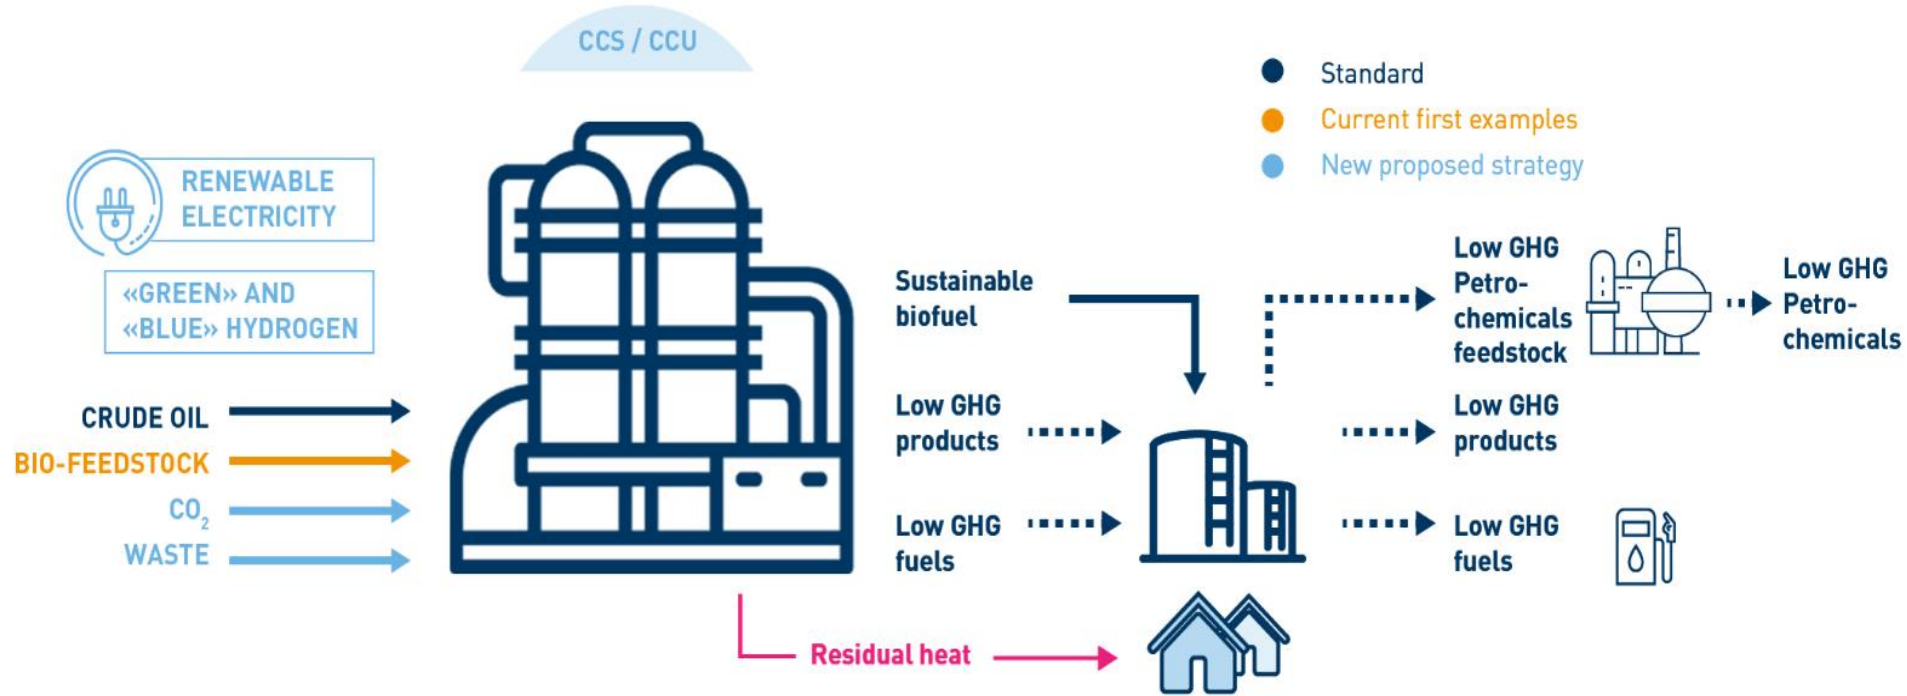 CCS / CCU
Standard
Current first examples
New proposed strategy
RENEWABLE
ELECTRICITY
«GREEN» AND
«BLUE» HYDROGEN
CRUDE OIL
BIO-FEEDSTOCK
CO₂
WASTE
Sustainable
biofuel
Low GHG
products
Low GHG
fuels
Residual heat
Low GHG
Petro-
chemicals
feedstock
Low GHG
Petro-
chemicals
Low GHG
products
Low GHG
fuels